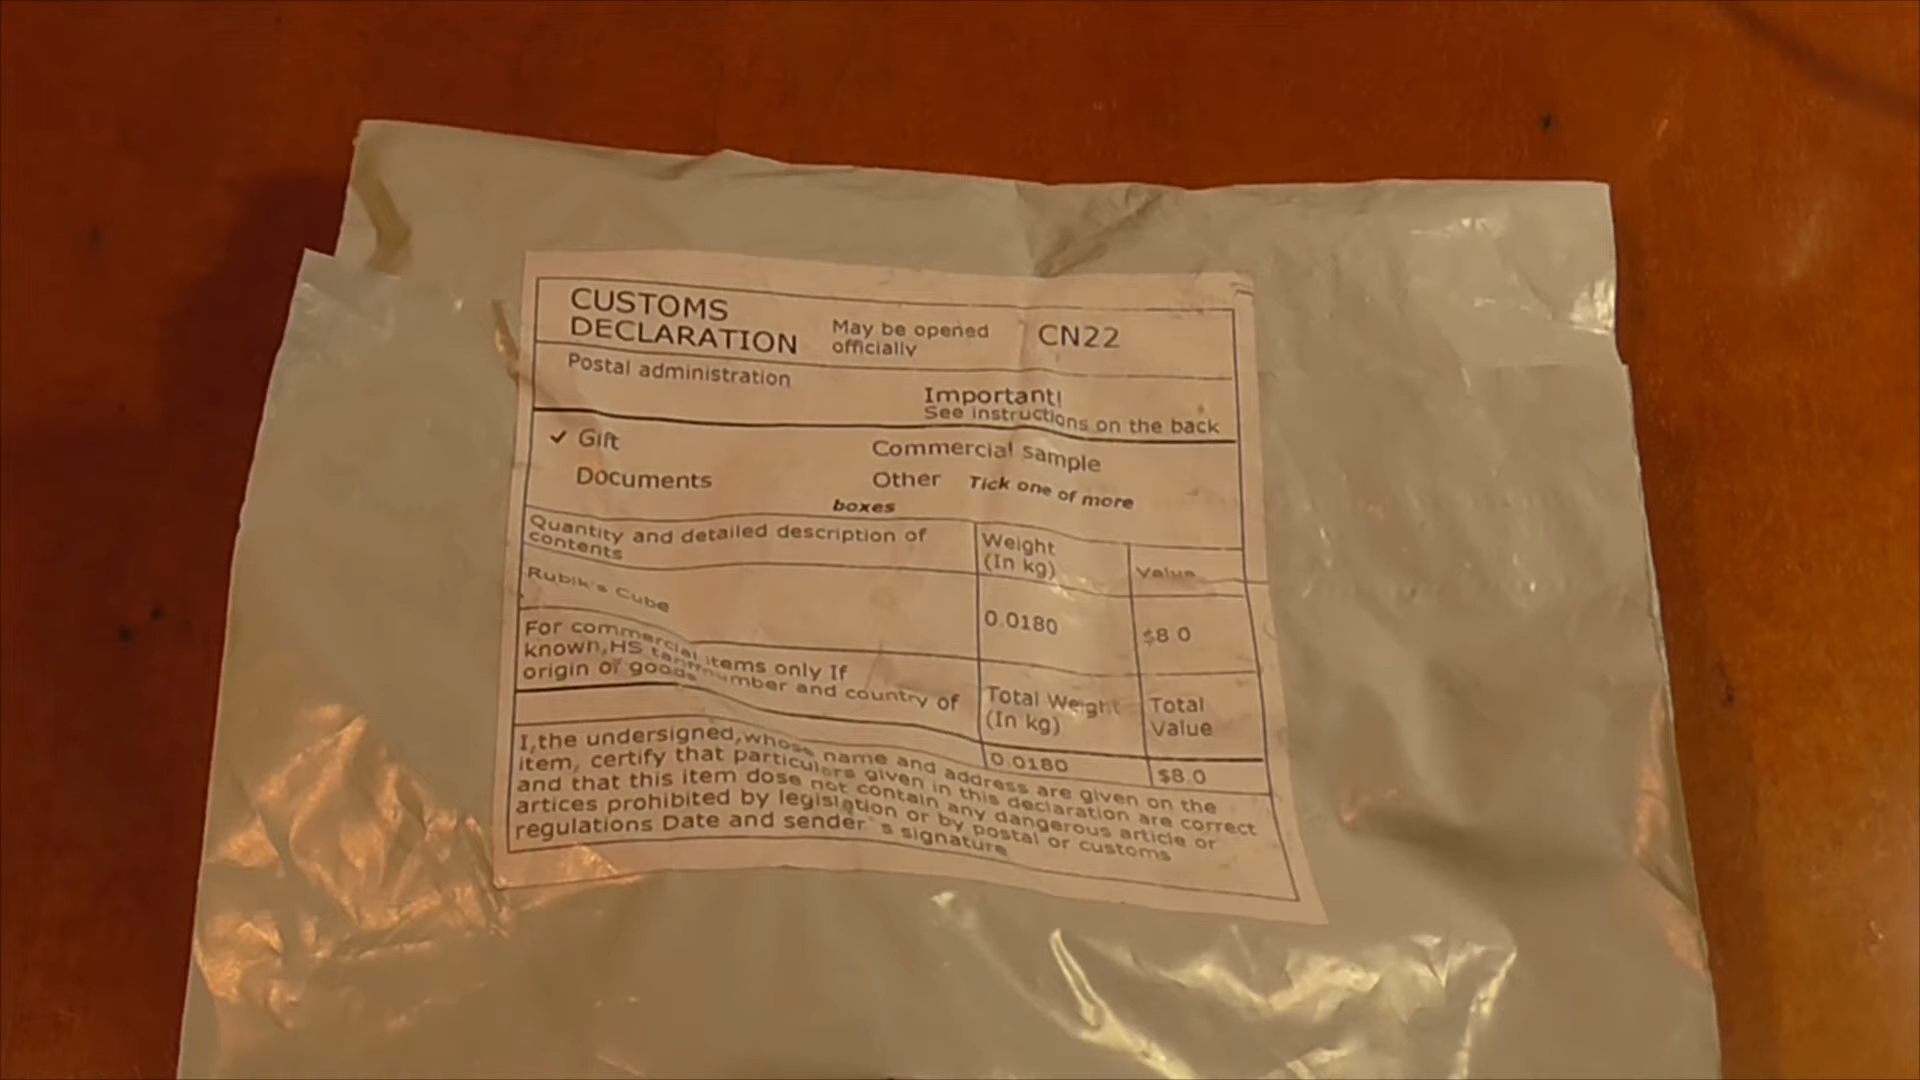 CUSTOMS
DECLARATION
May be opened
officially
CN22
Postal administration
Important!
See instructions on the back
✓ Gift
Commercial sample
Documents
Other Tick one of more
boxes
Quantity and detailed description of
contents
Weight
(In kg)
Value
Rubik's Cube
0.0180
$8.0
For commercial items only If
known,HS tariff number and country of
origin of goods
Total Weight
(In kg)
Total
Value
0.0180
$8.0
I,the undersigned,whose name and address are given on the
item, certify that particulars given in this declaration are correct
and that this item dose not contain any dangerous article or
artices prohibited by legislation or by postal or customs
regulations Date and sender`s signature